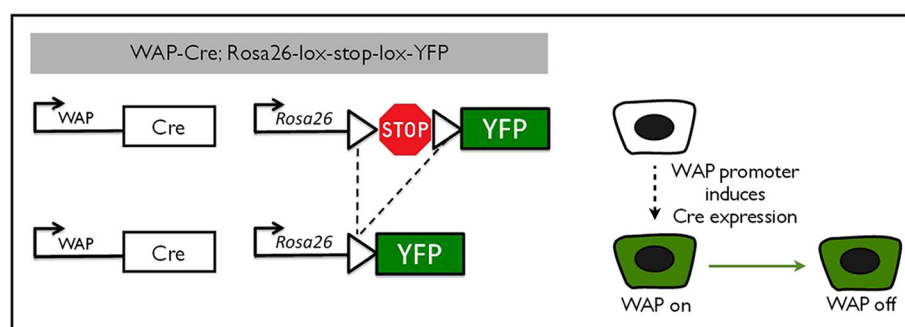 WAP-Cre; Rosa26-lox-stop-lox-YFP
WAP
Cre
Rosa26
STOP
YFP
WAP promoter
induces
Cre expression
WAP
Cre
Rosa26
YFP
WAP on
WAP off